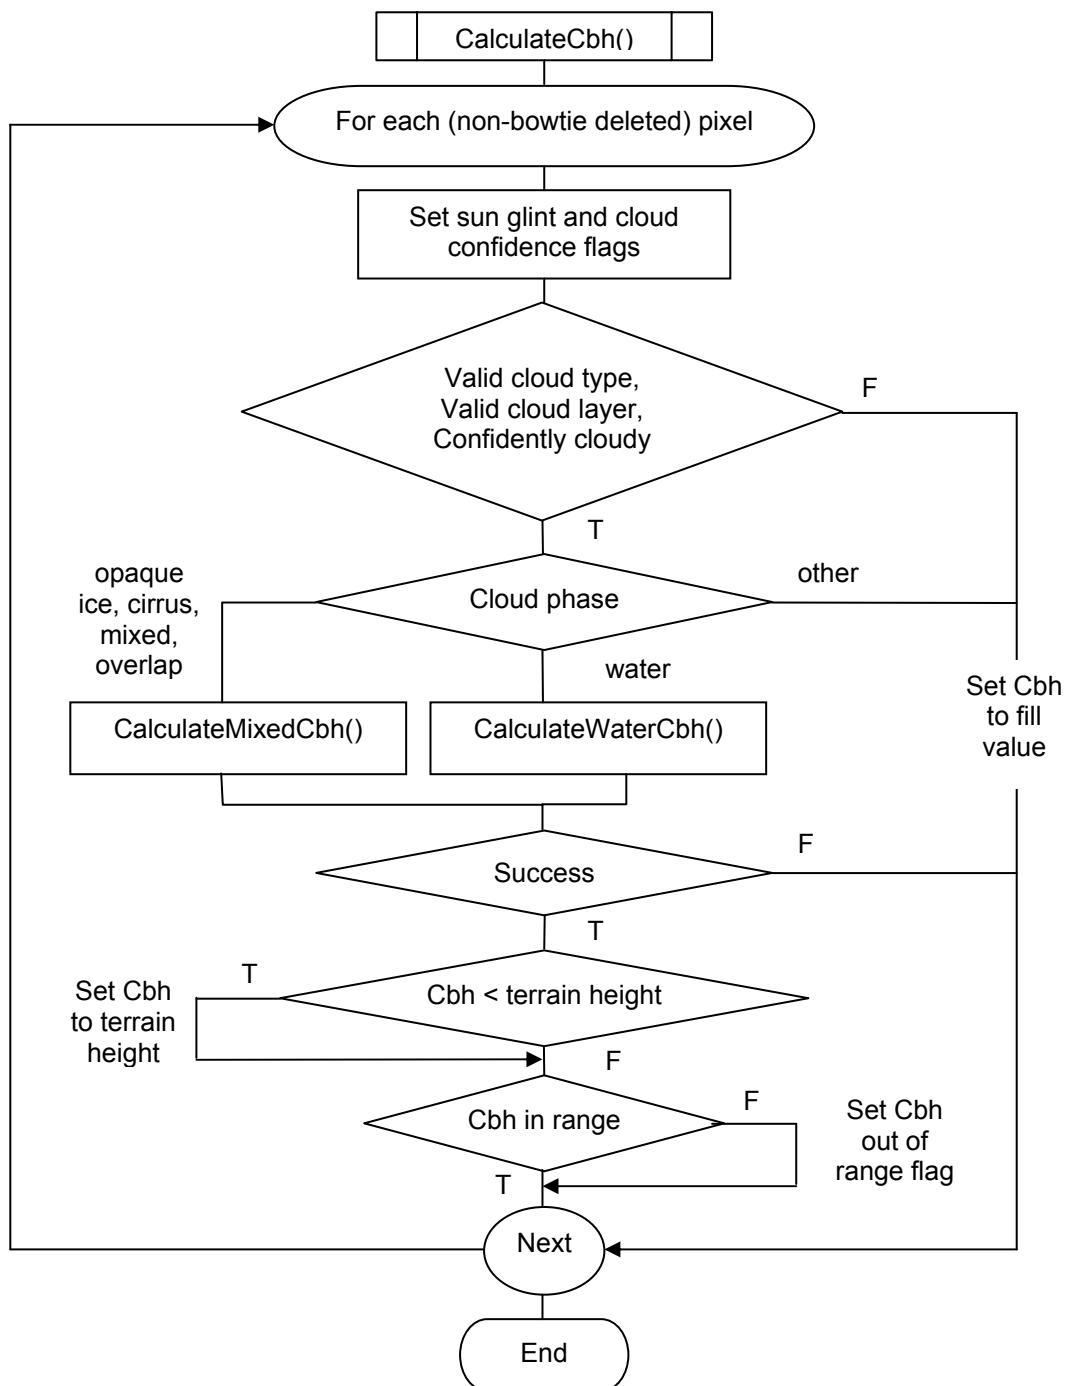 CalculateCbh()
For each (non-bowtie deleted) pixel
Set sun glint and cloud
confidence flags
Valid cloud type,
Valid cloud layer,
Confidently cloudy
F
T
opaque
ice, cirrus,
mixed,
overlap
Cloud phase
other
water
CalculateMixedCbh()
CalculateWaterCbh()
Set Cbh
to fill
value
Success
F
T
Set Cbh
to terrain
height
T
Cbh < terrain height
F
Cbh in range
F
Set Cbh
out of
range flag
T
Next
End